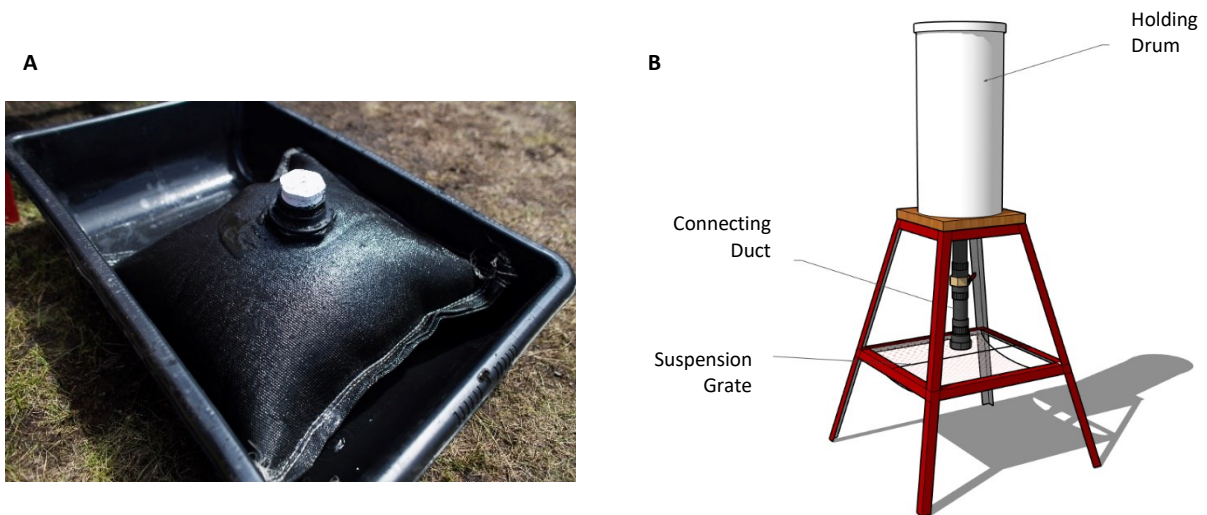 A
B
Holding
Drum
Connecting
Duct
Suspension
Grate